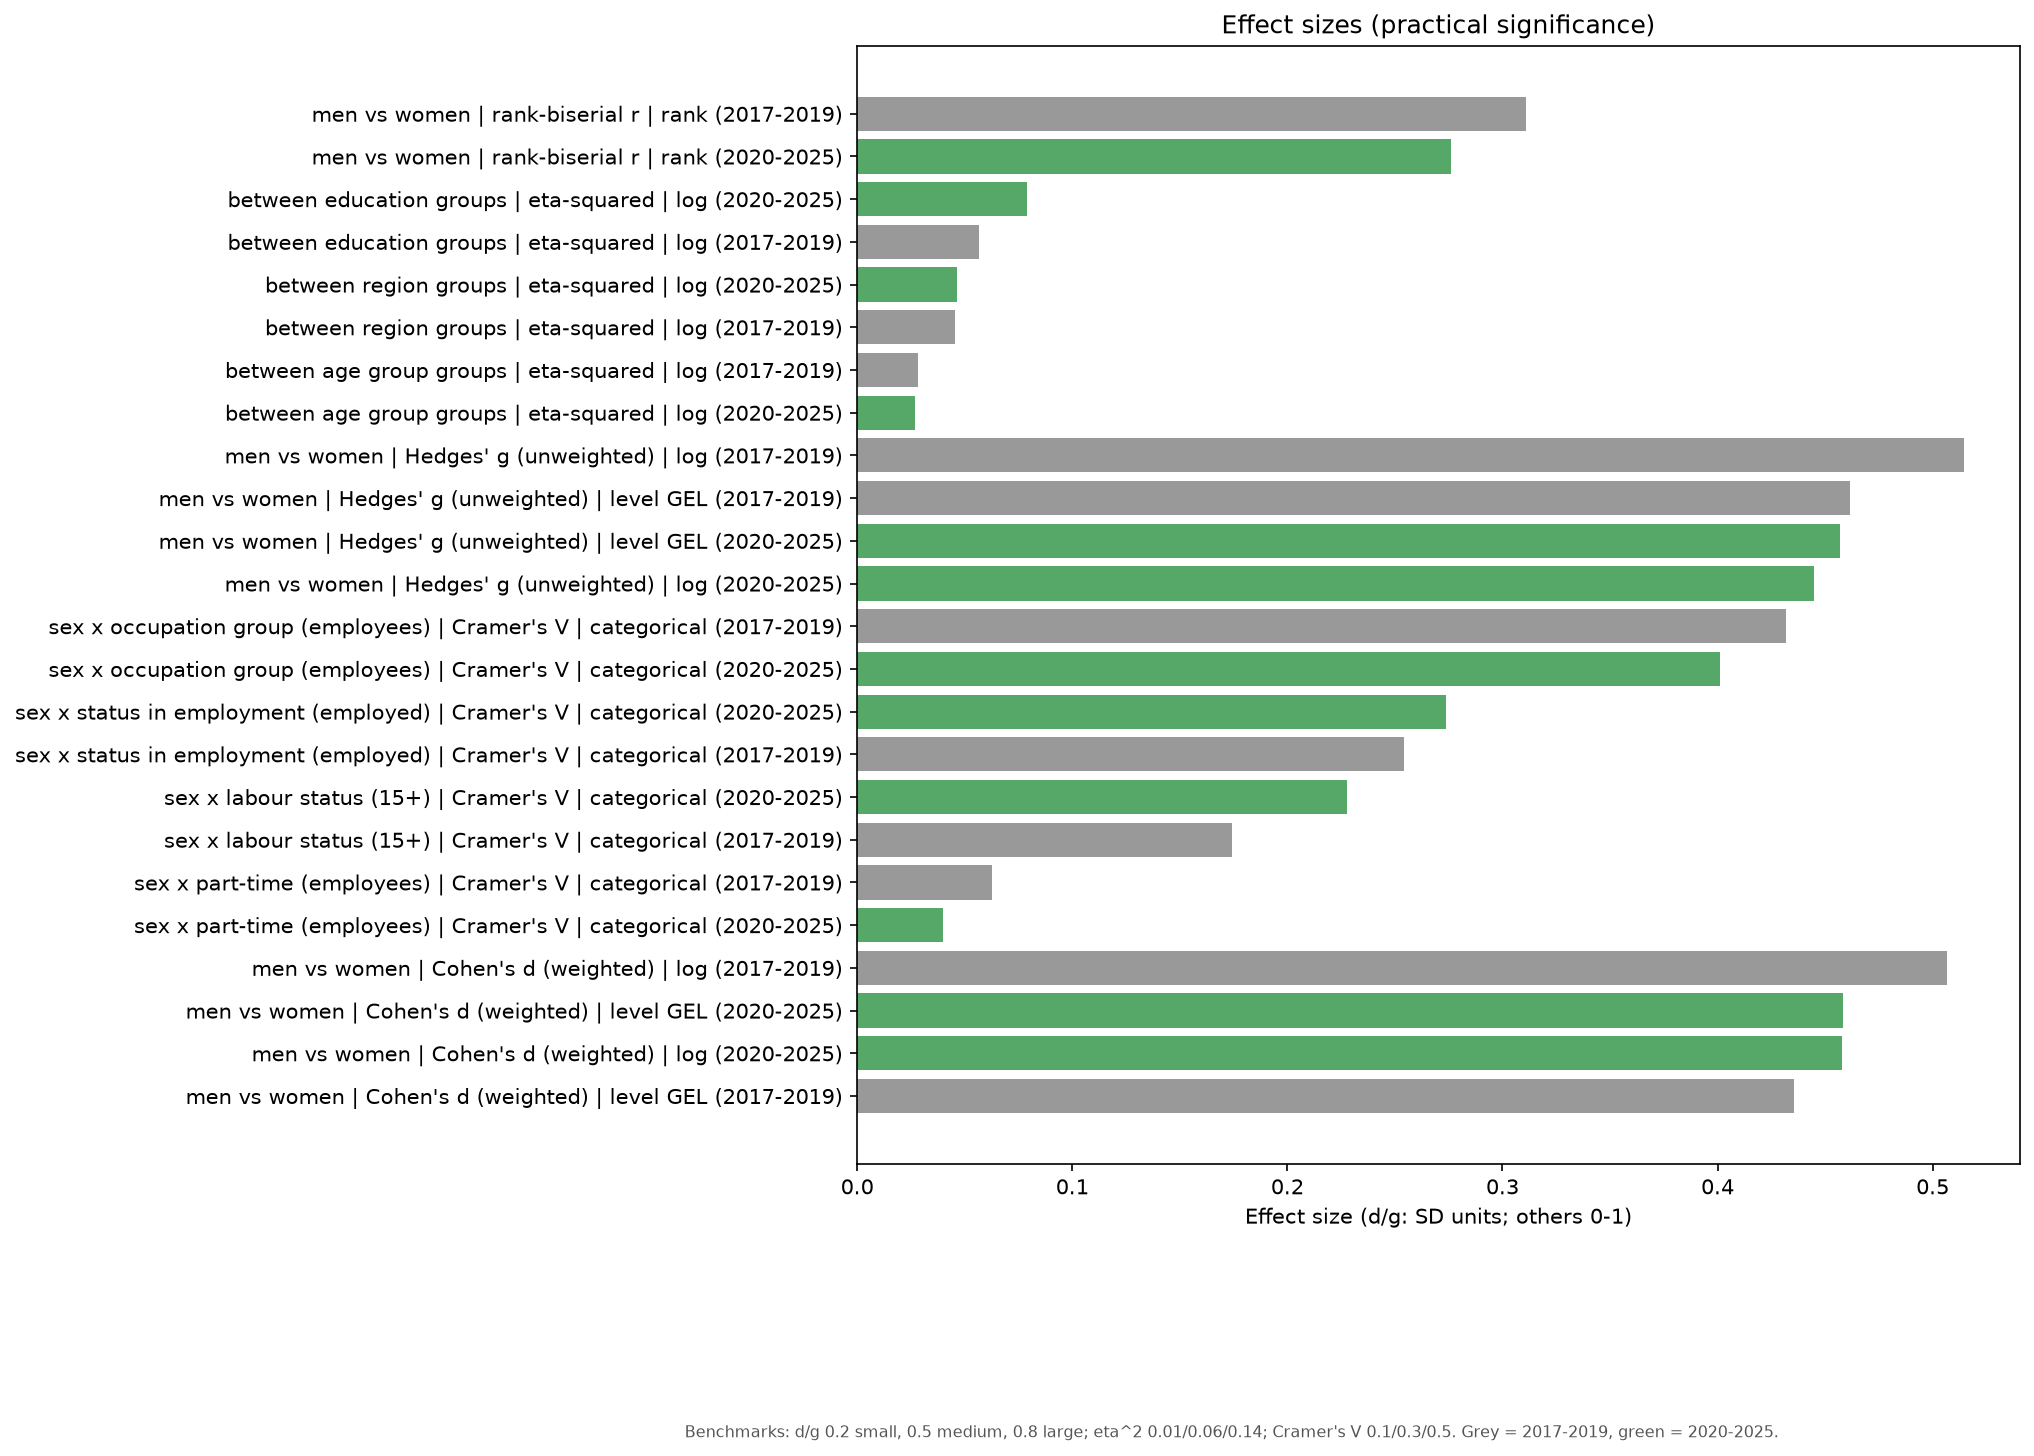 Effect sizes (practical significance)
men vs women | rank-biserial r | rank (2017-2019)
men vs women | rank-biserial r | rank (2020-2025)
between education groups | eta-squared | log (2020-2025)
between education groups | eta-squared | log (2017-2019)
between region groups | eta-squared | log (2020-2025)
between region groups | eta-squared | log (2017-2019)
between age group groups | eta-squared | log (2017-2019)
between age group groups | eta-squared | log (2020-2025)
men vs women | Hedges' g (unweighted) | log (2017-2019)
men vs women | Hedges' g (unweighted) | level GEL (2017-2019)
men vs women | Hedges' g (unweighted) | level GEL (2020-2025)
men vs women | Hedges' g (unweighted) | log (2020-2025)
sex x occupation group (employees) | Cramer's V | categorical (2017-2019)
sex x occupation group (employees) | Cramer's V | categorical (2020-2025)
sex x status in employment (employed) | Cramer's V | categorical (2020-2025)
sex x status in employment (employed) | Cramer's V | categorical (2017-2019)
sex x labour status (15+) | Cramer's V | categorical (2020-2025)
sex x labour status (15+) | Cramer's V | categorical (2017-2019)
sex x part-time (employees) | Cramer's V | categorical (2017-2019)
sex x part-time (employees) | Cramer's V | categorical (2020-2025)
men vs women | Cohen's d (weighted) | log (2017-2019)
men vs women | Cohen's d (weighted) | level GEL (2020-2025)
men vs women | Cohen's d (weighted) | log (2020-2025)
men vs women | Cohen's d (weighted) | level GEL (2017-2019)
0.0 0.1 0.2 0.3 0.4 0.5
Effect size (d/g: SD units; others 0-1)
Benchmarks: d/g 0.2 small, 0.5 medium, 0.8 large; eta^2 0.01/0.06/0.14; Cramer's V 0.1/0.3/0.5. Grey = 2017-2019, green = 2020-2025.